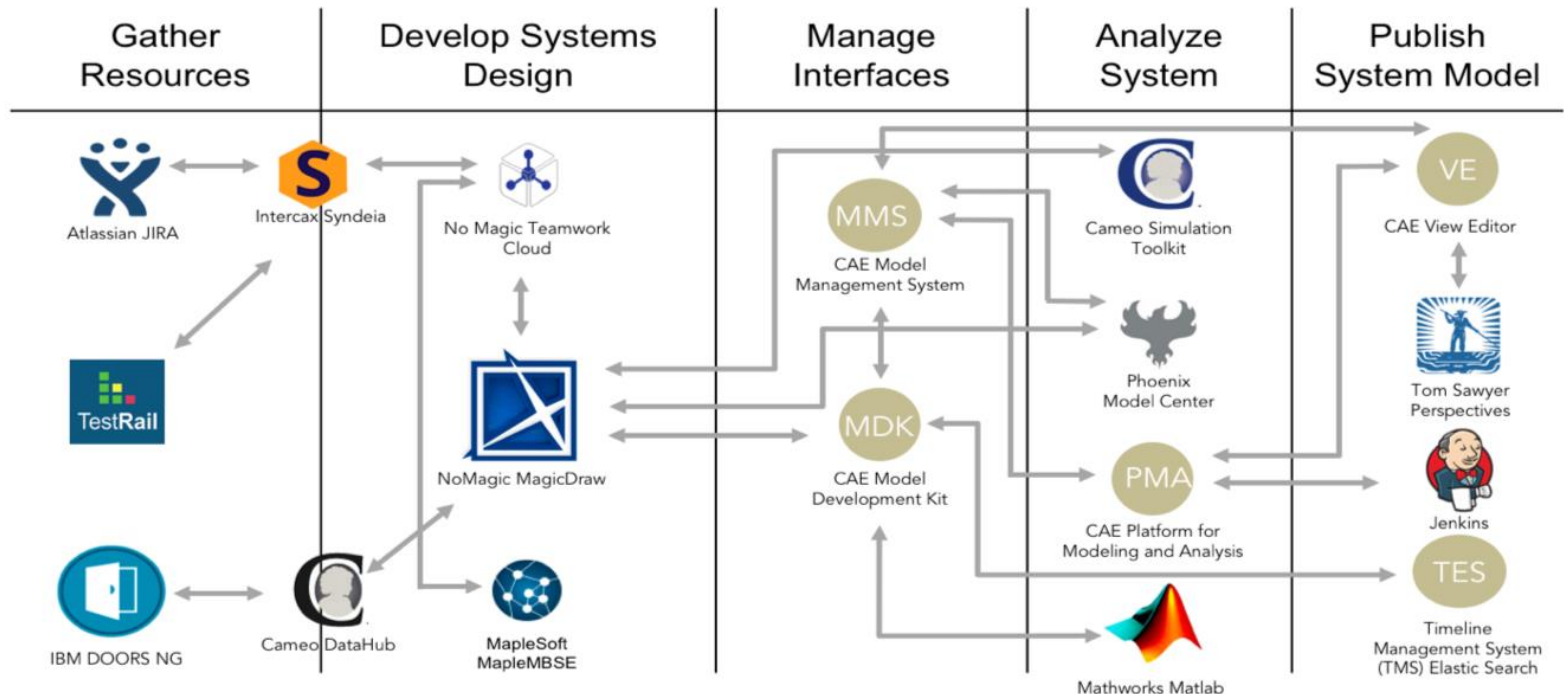 Gather
Resources
Develop Systems
Design
Manage
Interfaces
Analyze
System
Publish
System Model
Atlassian JIRA
S
Intercax Syndeia
No Magic Teamwork
Cloud
MMS
CAE Model
Management System
C
Cameo Simulation
Toolkit
VE
CAE View Editor
TestRail
NoMagic MagicDraw
MDK
CAE Model
Development Kit
Phoenix
Model Center
Tom Sawyer
Perspectives
PMA
CAE Platform for
Modeling and Analysis
Jenkins
IBM DOORS NG
C
Cameo DataHub
MapleSoft
MapleMBSE
Mathworks Matlab
TES
Timeline
Management System
(TMS) Elastic Search